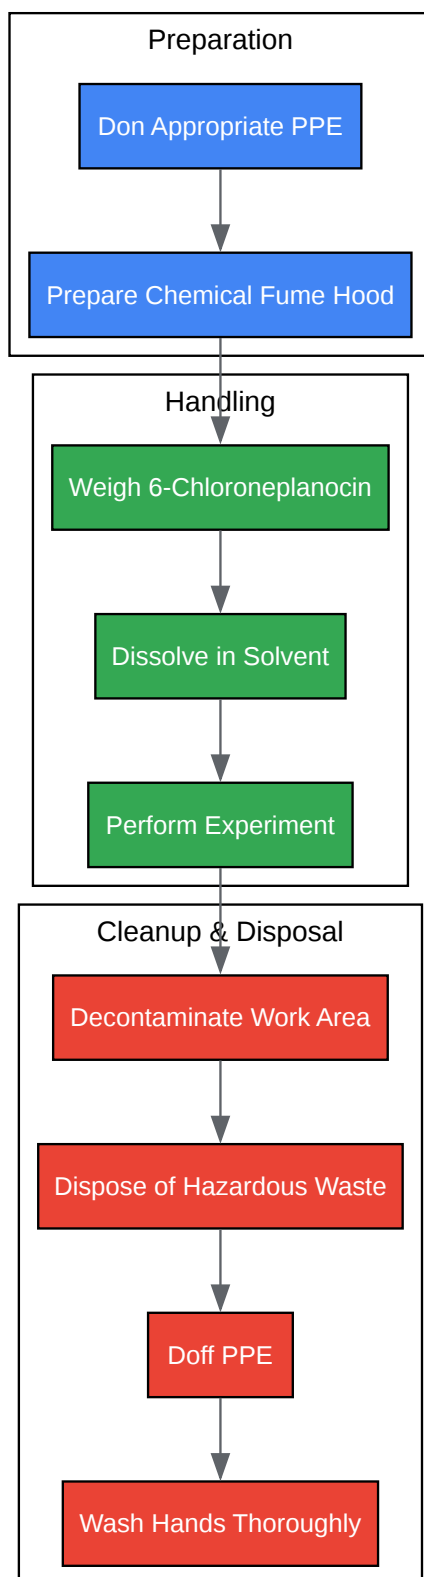 Preparation
Don Appropriate PPE
Prepare Chemical Fume Hood
Handling
Weigh 6-Chloroneplanocin
Dissolve in Solvent
Perform Experiment
Cleanup & Disposal
Decontaminate Work Area
Dispose of Hazardous Waste
Doff PPE
Wash Hands Thoroughly